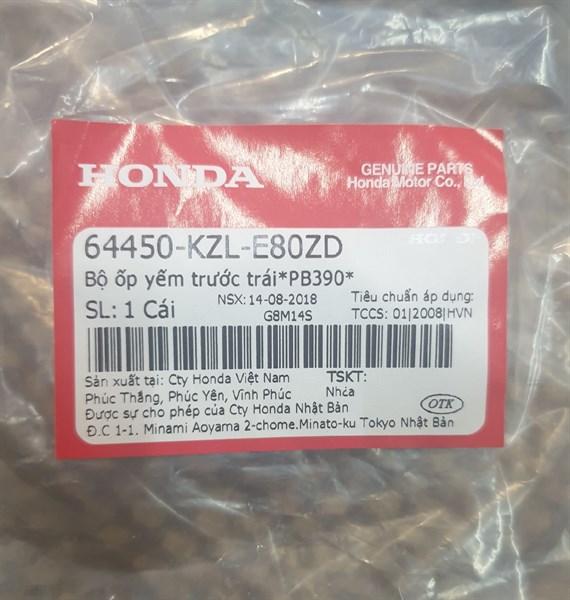 HONDA
GENUINE PARTS
Honda Motor Co., Ltd.
64450-KZL-E80ZD
Bộ ốp yếm trước trái*PB390*
SL: 1 Cái
NSX: 14-08-2018
G8M14S
Tiêu chuẩn áp dụng:
TCCS: 01|2008|HVN
Sản xuất tại: Cty Honda Việt Nam
TSKT:
Phúc Thắng, Phúc Yên, Vĩnh Phúc
Nhựa
Được sự cho phép của Cty Honda Nhật Bản
OTK
Đ.C 1-1. Minami Aoyama 2-chome.Minato-ku Tokyo Nhật Bản